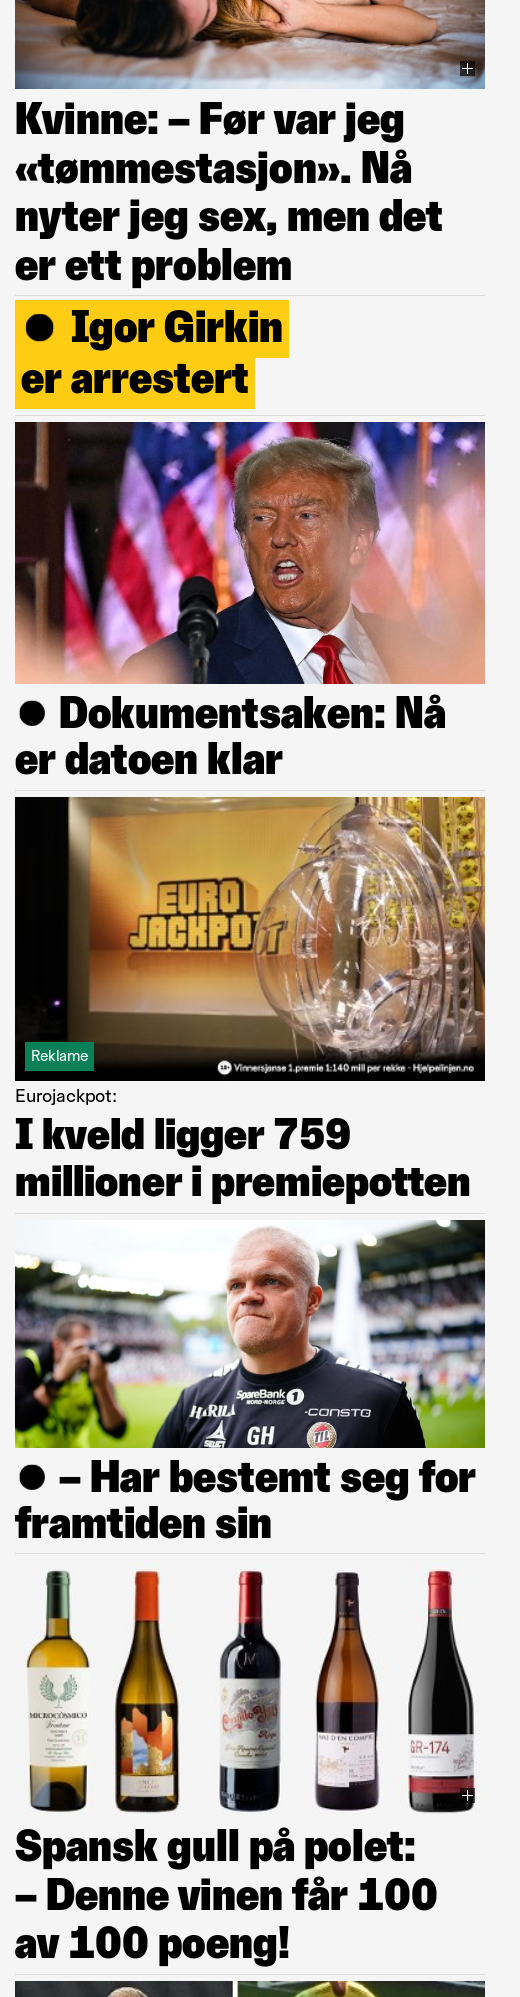 Kvinne: – Før var jeg
«tømmestasjon». Nå
nyter jeg sex, men det
er ett problem
● Igor Girkin
er arrestert
● Dokumentsaken: Nå
er datoen klar
EURO
JACKPOT
Reklame
18+ Vinnersjanse 1.premie 1:140 mill per rekke - Hjelpelinjen.no
Eurojackpot:
I kveld ligger 759
millioner i premiepotten
SpareBank 1
NORD-NORGE
HARILA
-CONSTO
SELECT
GH
TIL
● – Har bestemt seg for
framtiden sin
MICROCÓSMICO
GR-174
Spansk gull på polet:
– Denne vinen får 100
av 100 poeng!